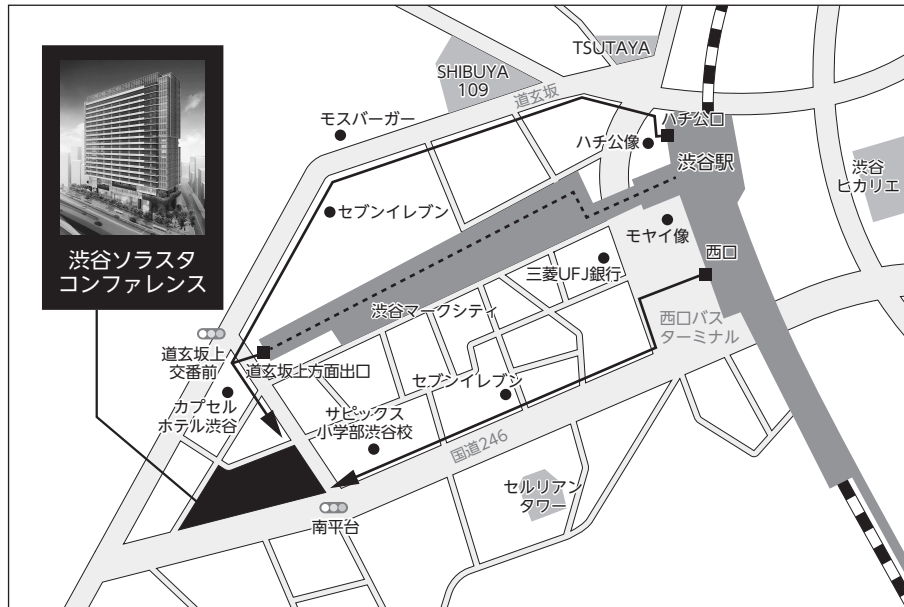 TSUTAYA
SHIBUYA
109
道玄坂
モスバーガー
ハチ公口
ハチ公像
渋谷駅
渋谷
ヒカリエ
セブンイレブン
モヤイ像
西口
三菱UFJ銀行
渋谷ソラスタ
コンファレンス
渋谷マークシティ
西口バス
ターミナル
道玄坂上
交番前
道玄坂上方面出口
セブンイレブン
カプセル
ホテル渋谷
サピックス
小学部渋谷校
国道246
セルリアン
タワー
南平台